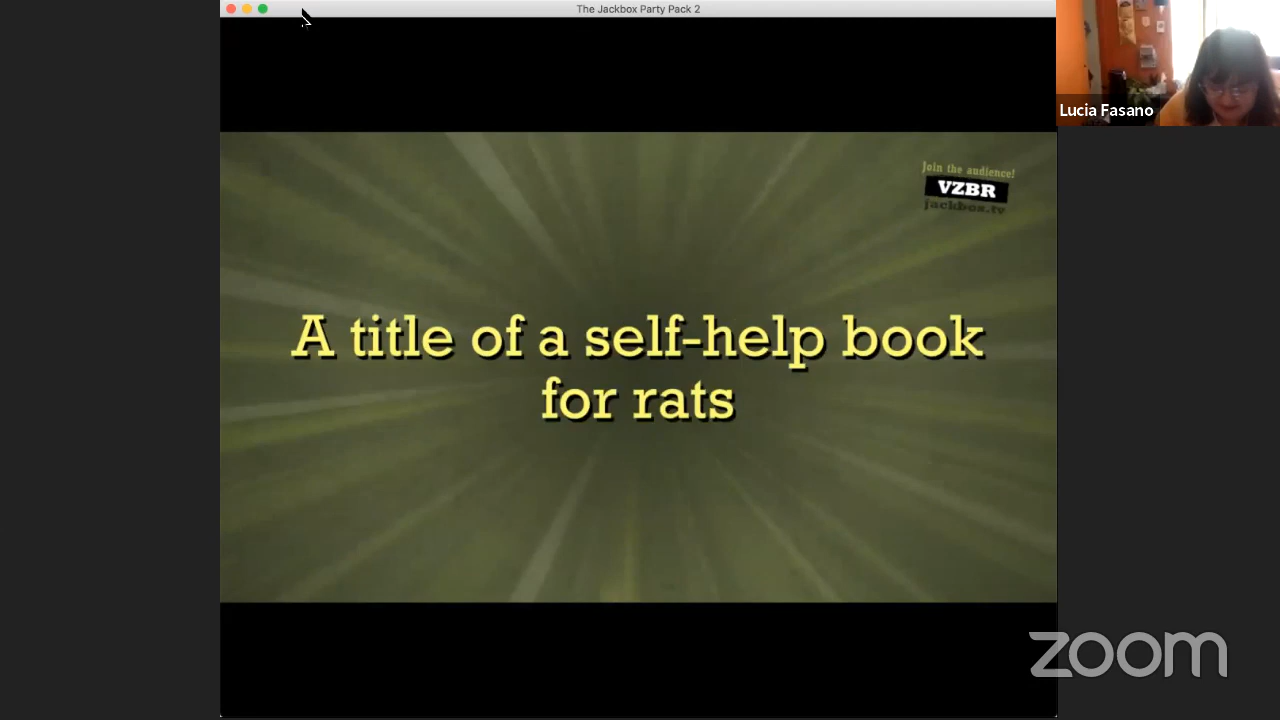 The Jackbox Party Pack 2
Lucia Fasano
Join the audience!
VZBR
jackbox.tv
A title of a self-help book
for rats
zoom